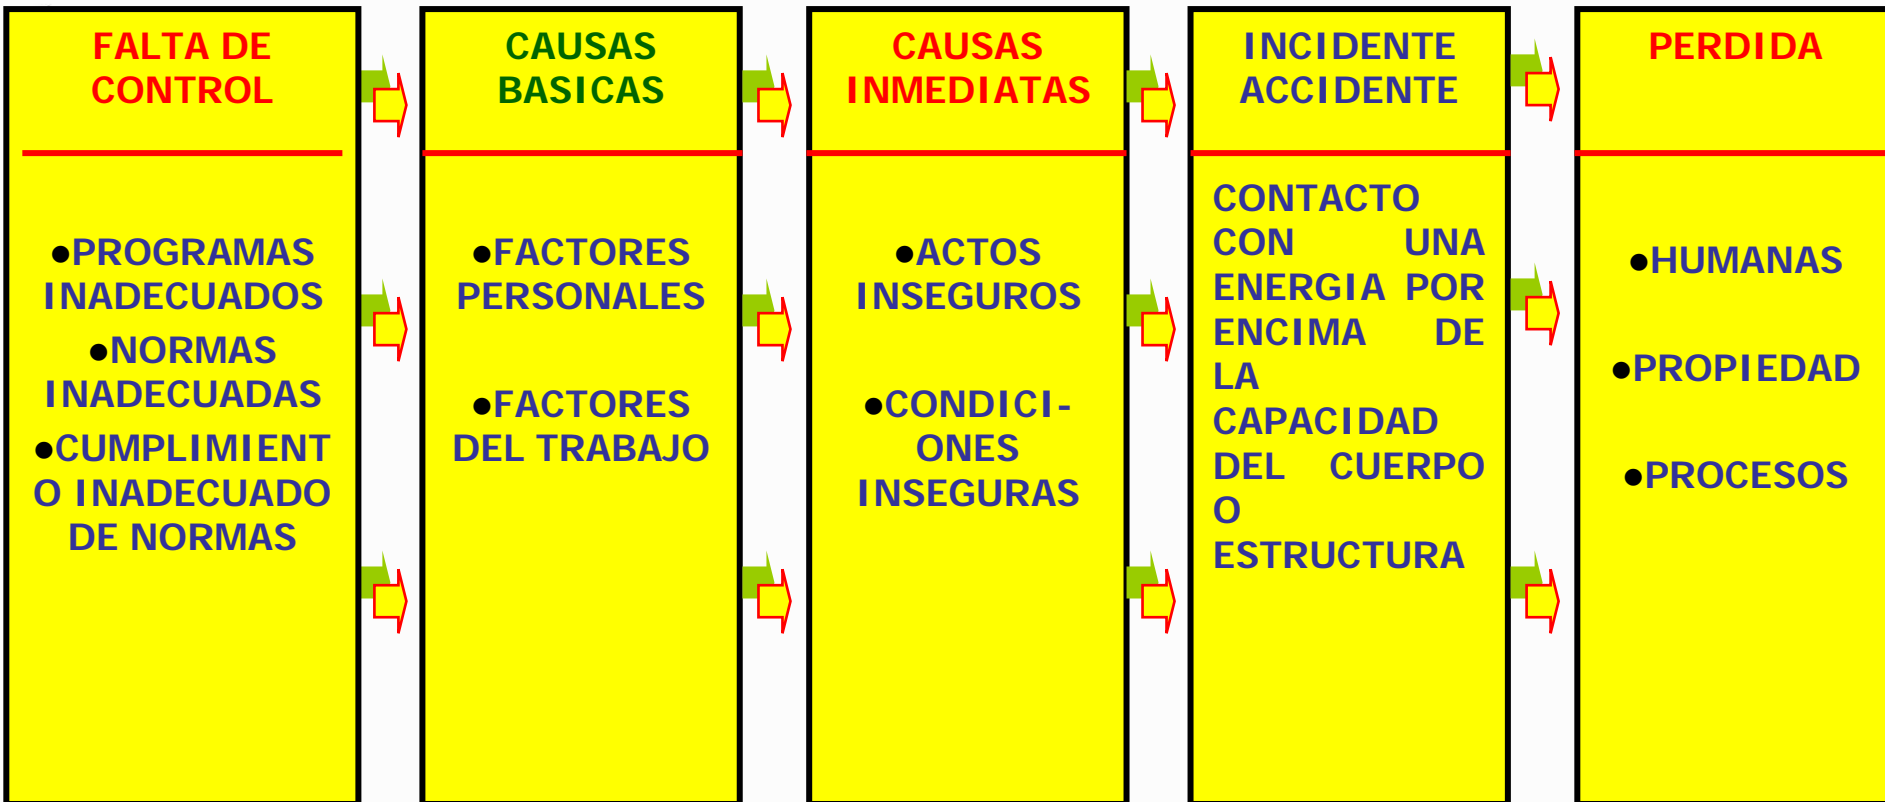 FALTA DE
CONTROL
●PROGRAMAS
INADECUADOS
●NORMAS
INADECUADAS
●CUMPLIMIENT
O INADECUADO
DE NORMAS
CAUSAS
BASICAS
●FACTORES
PERSONALES
●FACTORES
DEL TRABAJO
CAUSAS
INMEDIATAS
●ACTOS
INSEGUROS
●CONDICI-
ONES
INSEGURAS
INCIDENTE
ACCIDENTE
CONTACTO
CON UNA
ENERGIA POR
ENCIMA DE
LA
CAPACIDAD
DEL CUERPO
O
ESTRUCTURA
PERDIDA
●HUMANAS
●PROPIEDAD
●PROCESOS